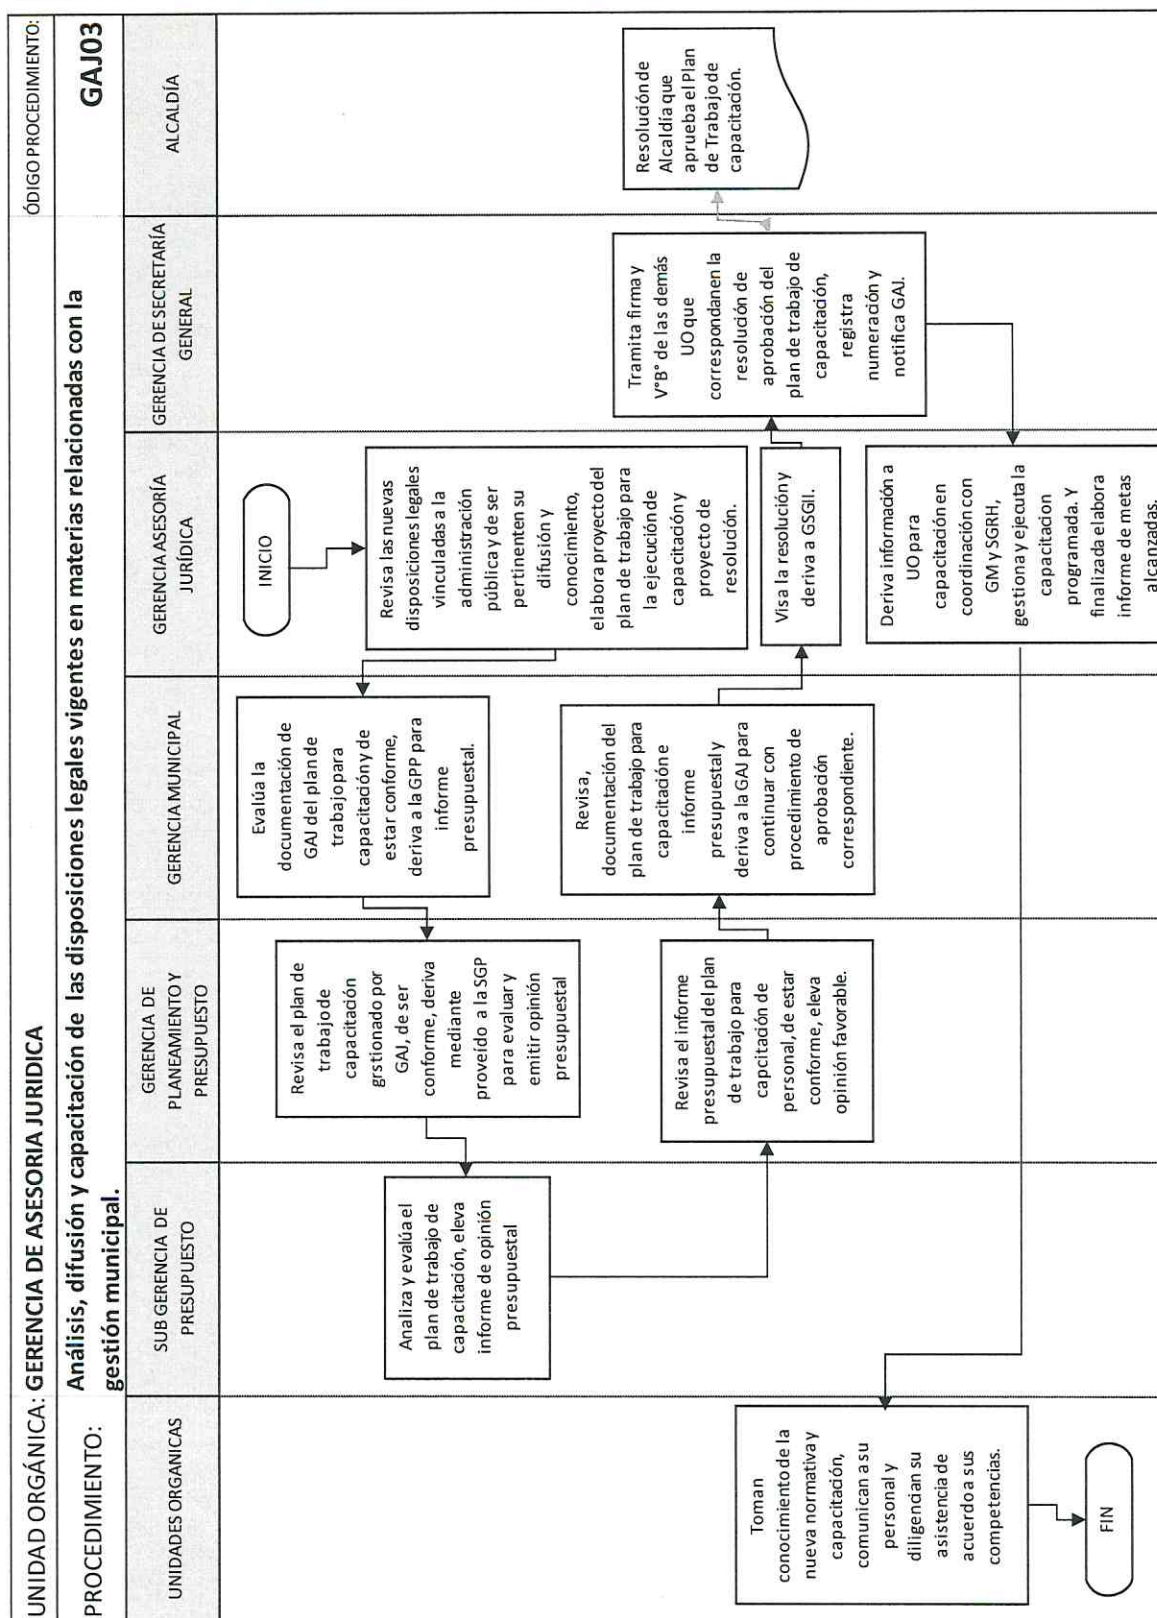 UNIDAD ORGÁNICA: GERENCIA DE ASESORIA JURIDICA
ÓDIGO PROCEDIMIENTO:
PROCEDIMIENTO:
Análisis, difusión y capacitación de las disposiciones legales vigentes en materias relacionadas con la
gestión municipal.
GAJ03
UNIDADES ORGANICAS
SUB GERENCIA DE
PRESUPUESTO
GERENCIA DE
PLANEAMIENTO Y
PRESUPUESTO
GERENCIA MUNICIPAL
GERENCIA ASESORÍA
JURÍDICA
GERENCIA DE SECRETARÍA
GENERAL
ALCALDÍA
INICIO
Revisa las nuevas
disposiciones legales
vinculadas a la
administración
pública y de ser
pertinenten su
difusión y
conocimiento,
elabora proyecto del
plan de trabajo para
la ejecución de
capacitación y
proyecto de
resolución.
Evalúa la
documentación de
GAJ del plan de
trabajo para
capacitación y de
estar conforme,
deriva a la GPP para
informe
presupuestal.
Revisa el plan de
trabajo de
capacitación
grstionado por
GAJ, de ser
conforme, deriva
mediante
proveído a la SGP
para evaluar y
emitir opinión
presupuestal
Analiza y evalúa el
plan de trabajo de
capacitación, eleva
informe de opinión
presupuestal
Revisa el informe
presupuestal del plan
de trabajo para
capcitación de
personal, de estar
conforme, eleva
opinión favorable.
Revisa,
documentación del
plan de trabajo para
capacitación e
informe
presupuestal y
deriva a la GAJ para
continuar con
procedimiento de
aprobación
correspondiente.
Visa la resolución y
deriva a GSGII.
Tramita firma y
V°B° de las demás
UO que
correspondan en la
resolución de
aprobación del
plan de trabajo de
capacitación,
registra
numeración y
notifica GAJ.
Resolución de
Alcaldía que
aprueba el Plan
de Trabajo de
capacitación.
Deriva información a
UO para
capacitación en
coordinación con
GM y SGRH,
gestiona y ejecuta la
capacitacion
programada. Y
finalizada elabora
informe de metas
alcanzadas.
Toman
conocimiento de la
nueva normativa y
capacitación,
comunican a su
personal y
diligencian su
asistencia de
acuerdo a sus
competencias.
FIN